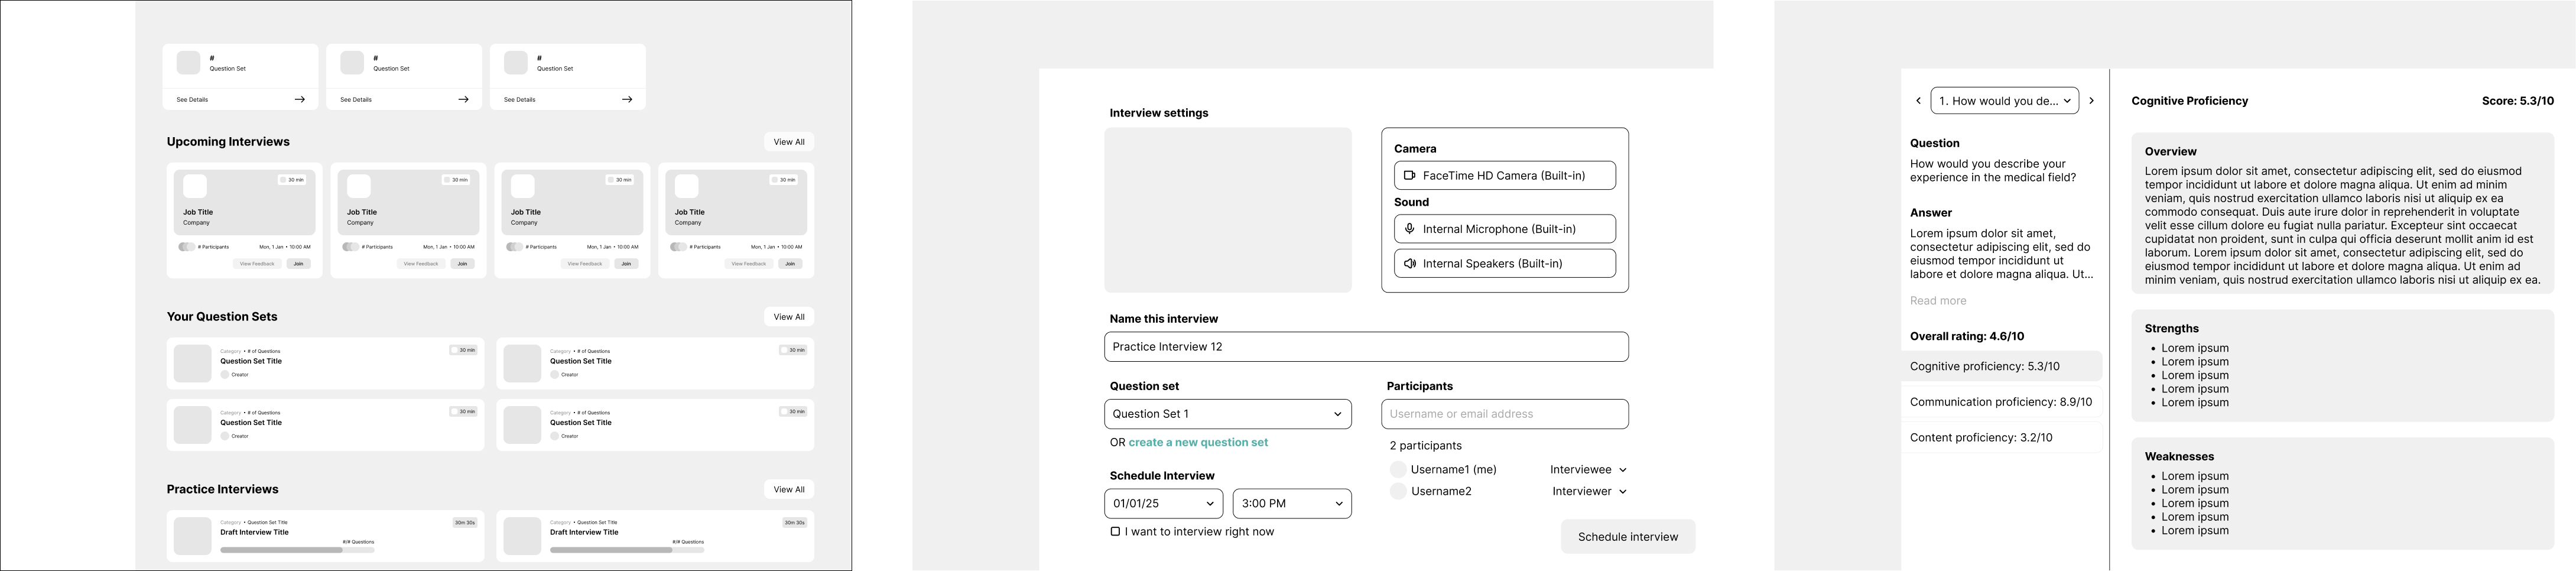 #
Question Set
See Details
#
Question Set
See Details
#
Question Set
See Details
Upcoming Interviews
View All
30 min
Job Title
Company
# Participants
Mon, 1 Jan • 10:00 AM
View Feedback
Join
30 min
Job Title
Company
# Participants
Mon, 1 Jan • 10:00 AM
View Feedback
Join
30 min
Job Title
Company
# Participants
Mon, 1 Jan • 10:00 AM
View Feedback
Join
30 min
Job Title
Company
# Participants
Mon, 1 Jan • 10:00 AM
View Feedback
Join
Your Question Sets
View All
Category • # of Questions
30 min
Question Set Title
Creator
Category • # of Questions
30 min
Question Set Title
Creator
Category • # of Questions
30 min
Question Set Title
Creator
Category • # of Questions
30 min
Question Set Title
Creator
Practice Interviews
View All
Category • Question Set Title
30m 30s
Draft Interview Title
#/# Questions
Category • Question Set Title
30m 30s
Draft Interview Title
#/# Questions
Interview settings
Camera
FaceTime HD Camera (Built-in)
Sound
Internal Microphone (Built-in)
Internal Speakers (Built-in)
Name this interview
Practice Interview 12
Question set
Question Set 1
OR create a new question set
Schedule Interview
01/01/25
3:00 PM
I want to interview right now
Participants
Username or email address
2 participants
Username1 (me)
Interviewee
Username2
Interviewer
Schedule interview
1. How would you de...
Question
How would you describe your
experience in the medical field?
Answer
Lorem ipsum dolor sit amet,
consectetur adipiscing elit, sed do
eiusmod tempor incididunt ut
labore et dolore magna aliqua. Ut...
Read more
Overall rating: 4.6/10
Cognitive proficiency: 5.3/10
Communication proficiency: 8.9/10
Content proficiency: 3.2/10
Cognitive Proficiency
Score: 5.3/10
Overview
Lorem ipsum dolor sit amet, consectetur adipiscing elit, sed do eiusmod
tempor incididunt ut labore et dolore magna aliqua. Ut enim ad minim
veniam, quis nostrud exercitation ullamco laboris nisi ut aliquip ex ea
commodo consequat. Duis aute irure dolor in reprehenderit in voluptate
velit esse cillum dolore eu fugiat nulla pariatur. Excepteur sint occaecat
cupidatat non proident, sunt in culpa qui officia deserunt mollit anim id est
laborum. Lorem ipsum dolor sit amet, consectetur adipiscing elit, sed do
eiusmod tempor incididunt ut labore et dolore magna aliqua. Ut enim ad
minim veniam, quis nostrud exercitation ullamco laboris nisi ut aliquip ex ea.
Strengths
• Lorem ipsum
• Lorem ipsum
• Lorem ipsum
• Lorem ipsum
• Lorem ipsum
Weaknesses
• Lorem ipsum
• Lorem ipsum
• Lorem ipsum
• Lorem ipsum
• Lorem ipsum